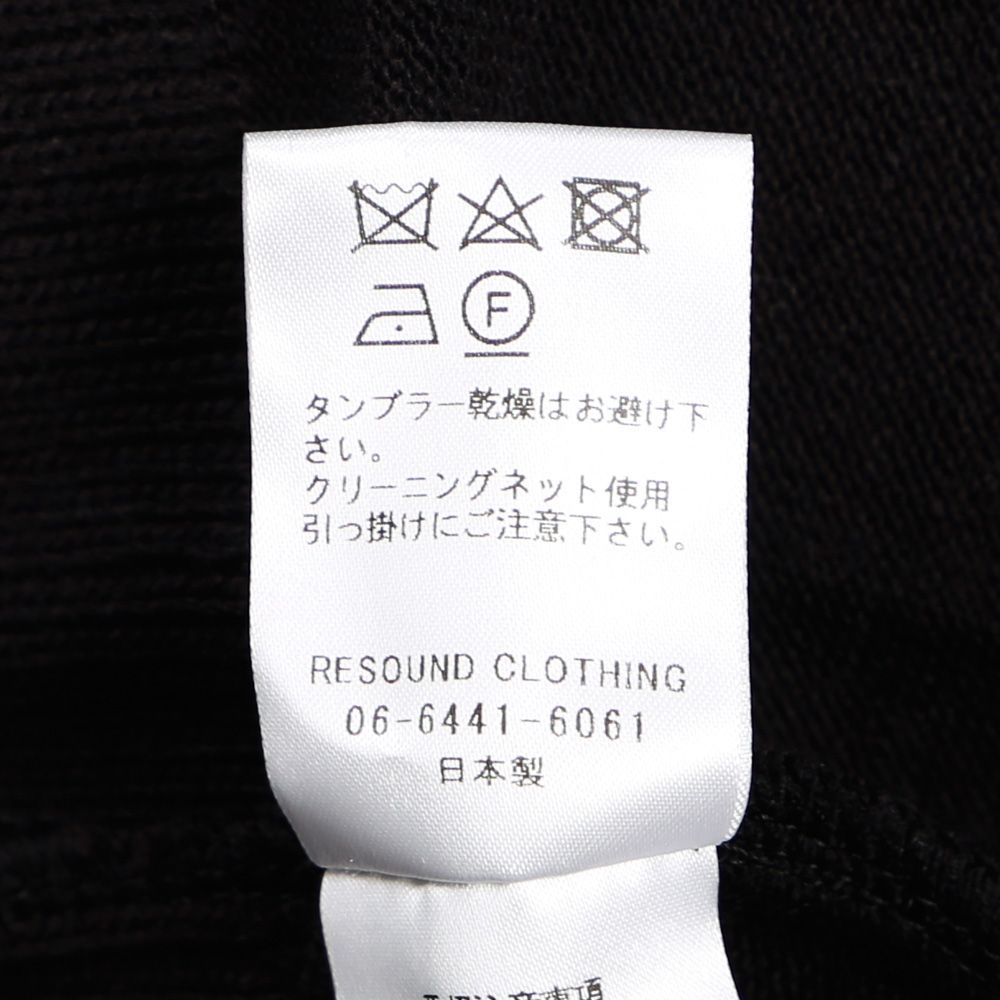 F
タンブラー乾燥はお避け下
さい。
クリーニングネット使用
引っ掛けにご注意下さい。
RESOUND CLOTHING
06-6441-6061
日本製